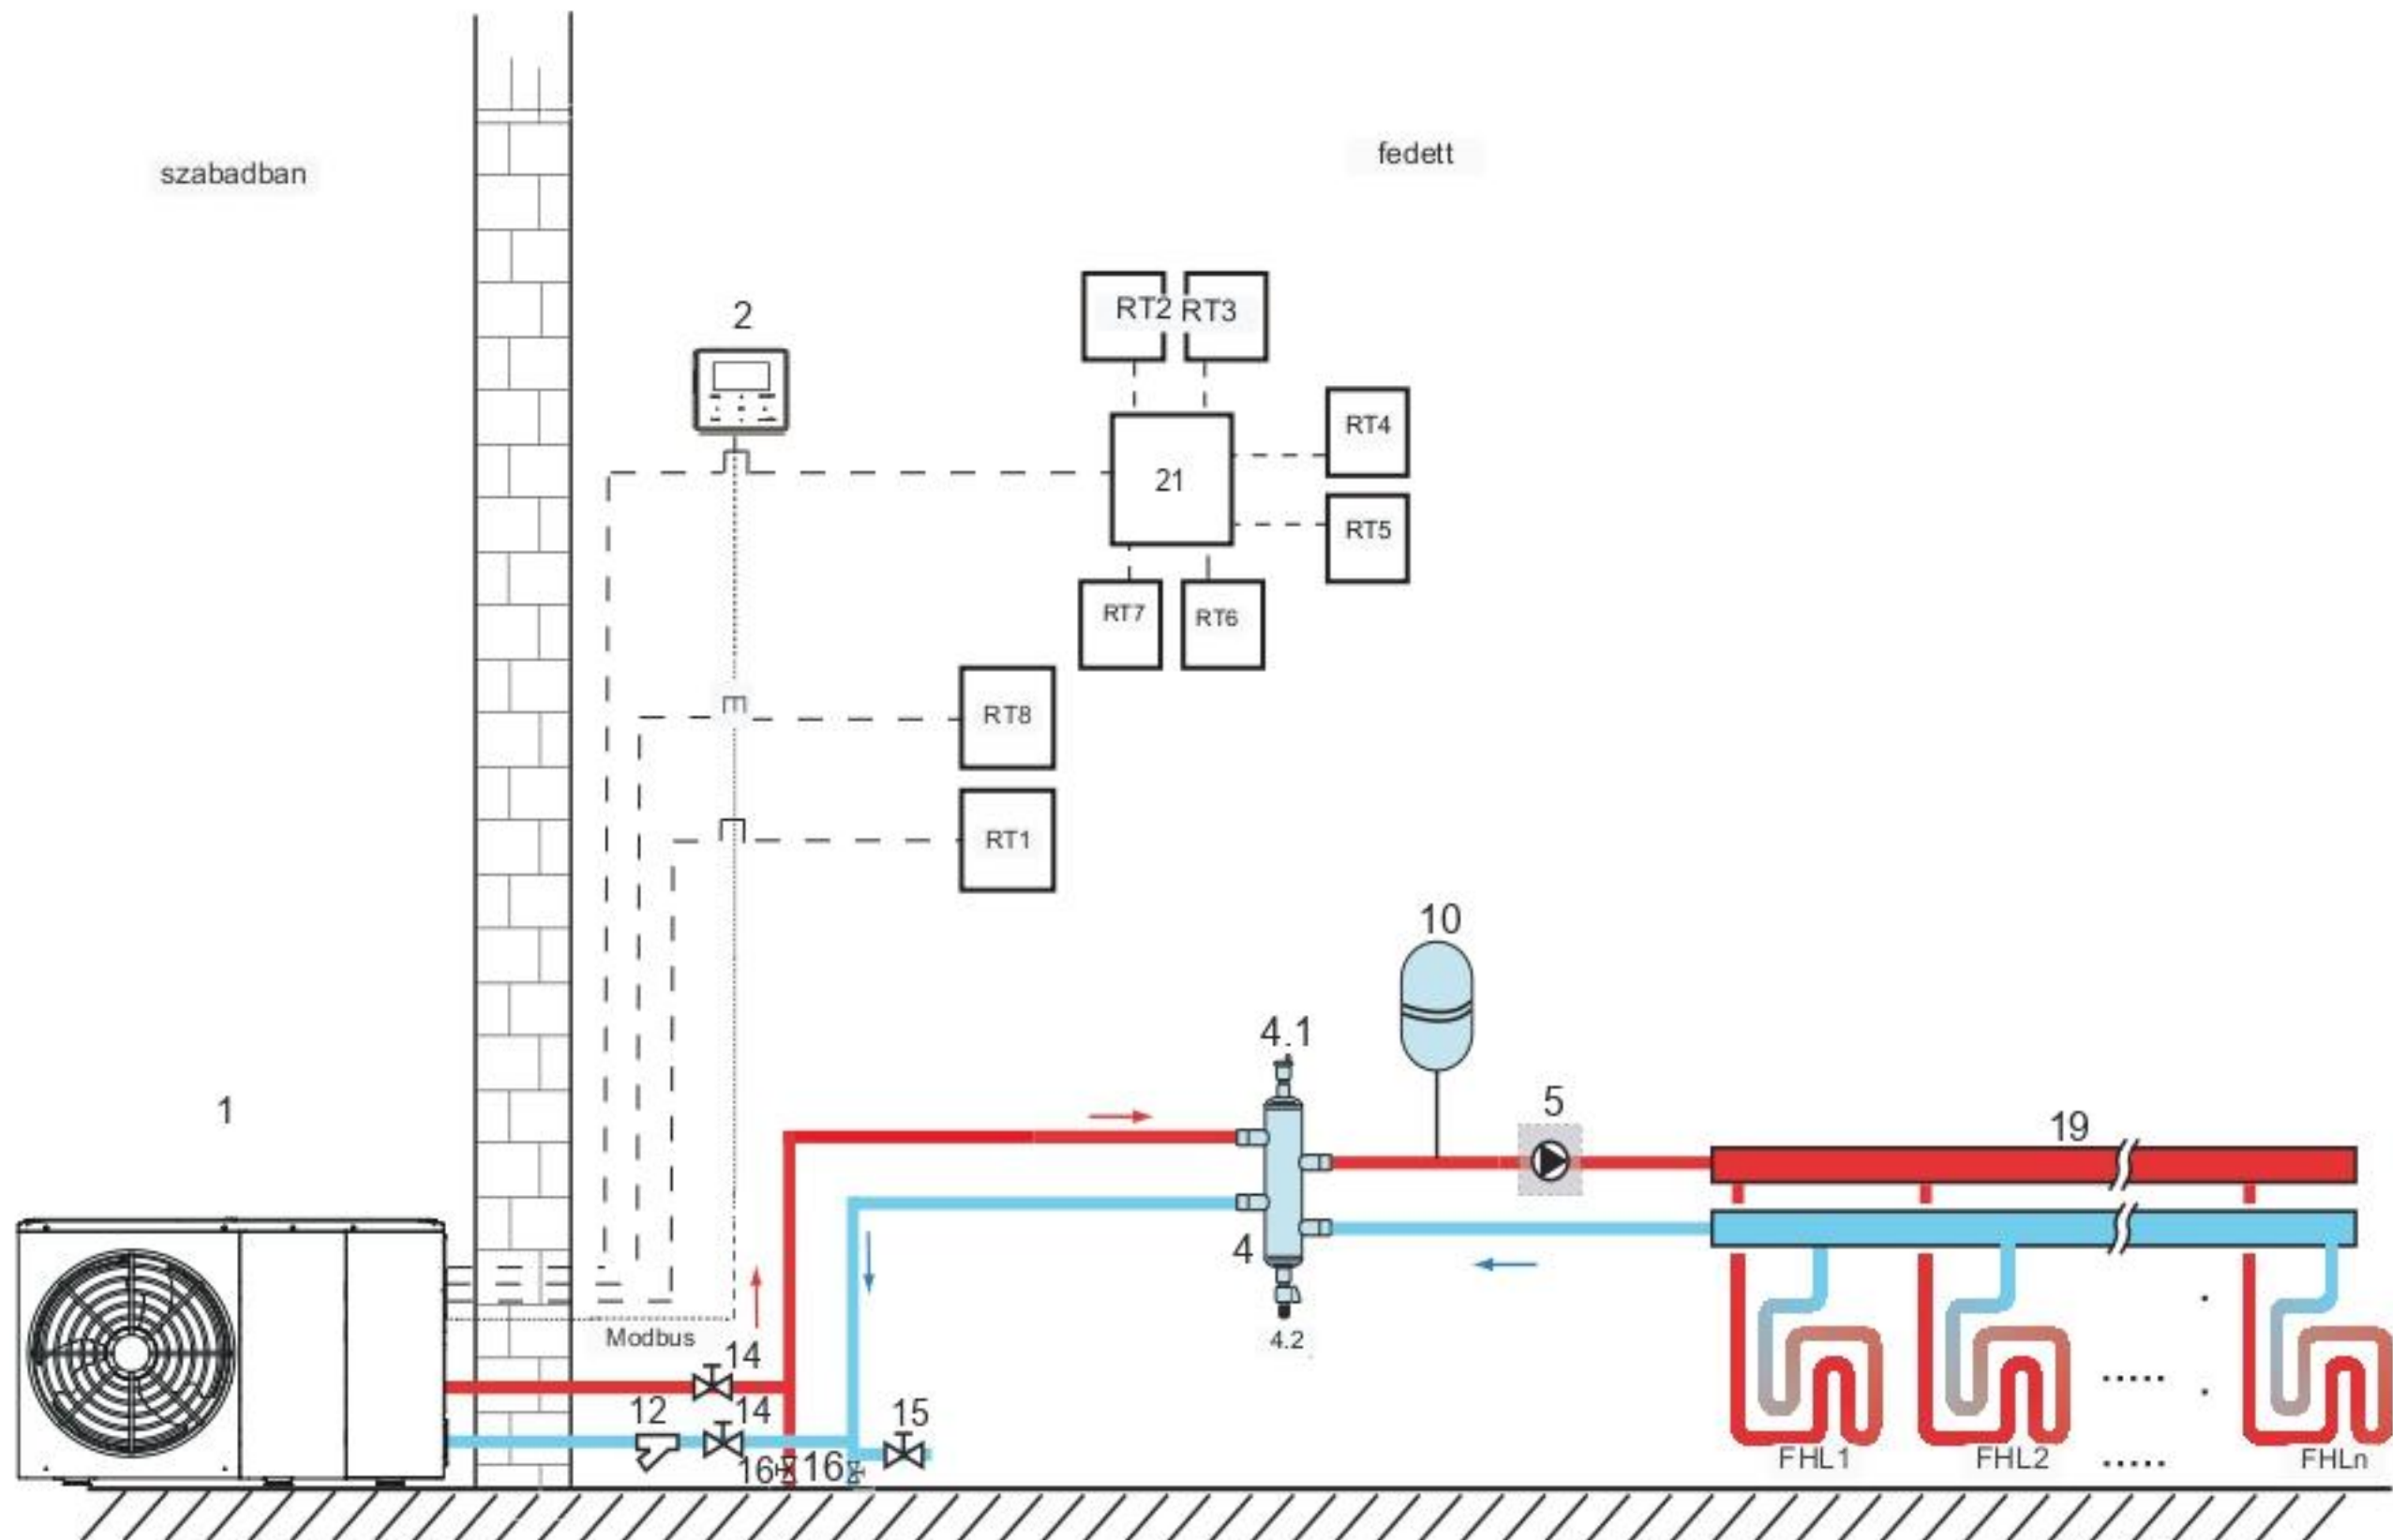 szabadban
fedett
2
RT2 RT3
RT4
21
RT5
RT7
RT6
RT8
RT1
10
4.1
1
5
19
4
4.2
Modbus
14
12
14
15
16
16
FHL1
FHL2
.....
FHLn